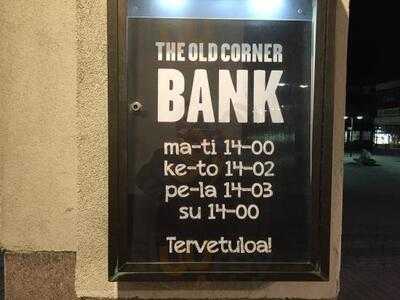 THE OLD CORNER
BANK
ma-ti 14-00
ke-to 14-02
pe-la 14-03
su 14-00
Tervetuloa!